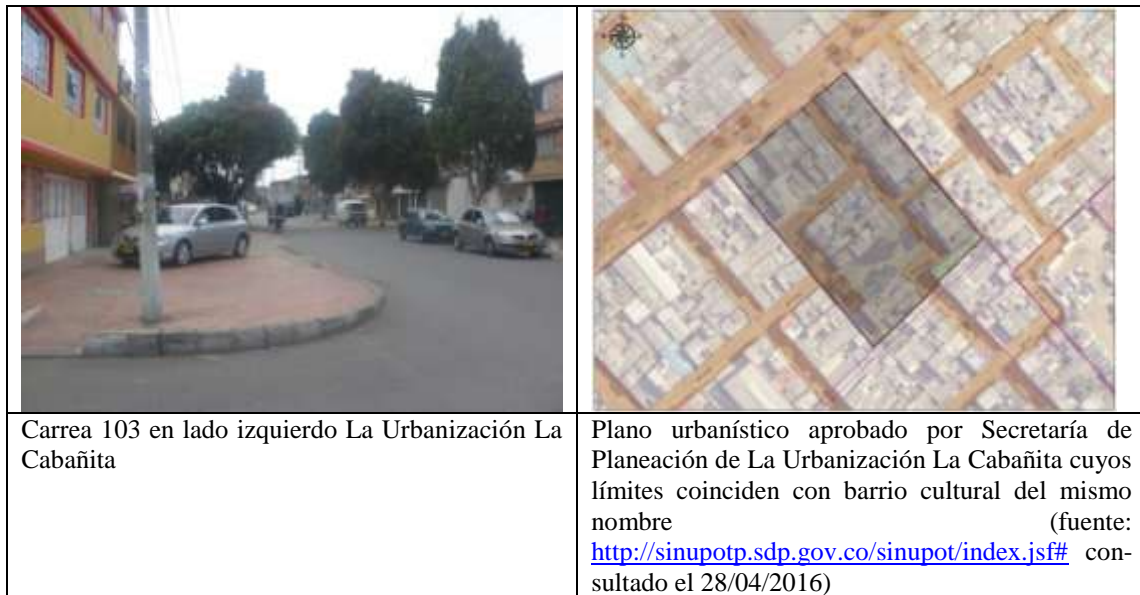 Carrea 103 en lado izquierdo La Urbanización La
Cabañita
Plano urbanístico aprobado por Secretaría de
Planeación de La Urbanización La Cabañita cuyos
límites coinciden con barrio cultural del mismo
nombre (fuente:
http://sinupotp.sdp.gov.co/sinupot/index.jsf# con-
sultado el 28/04/2016)